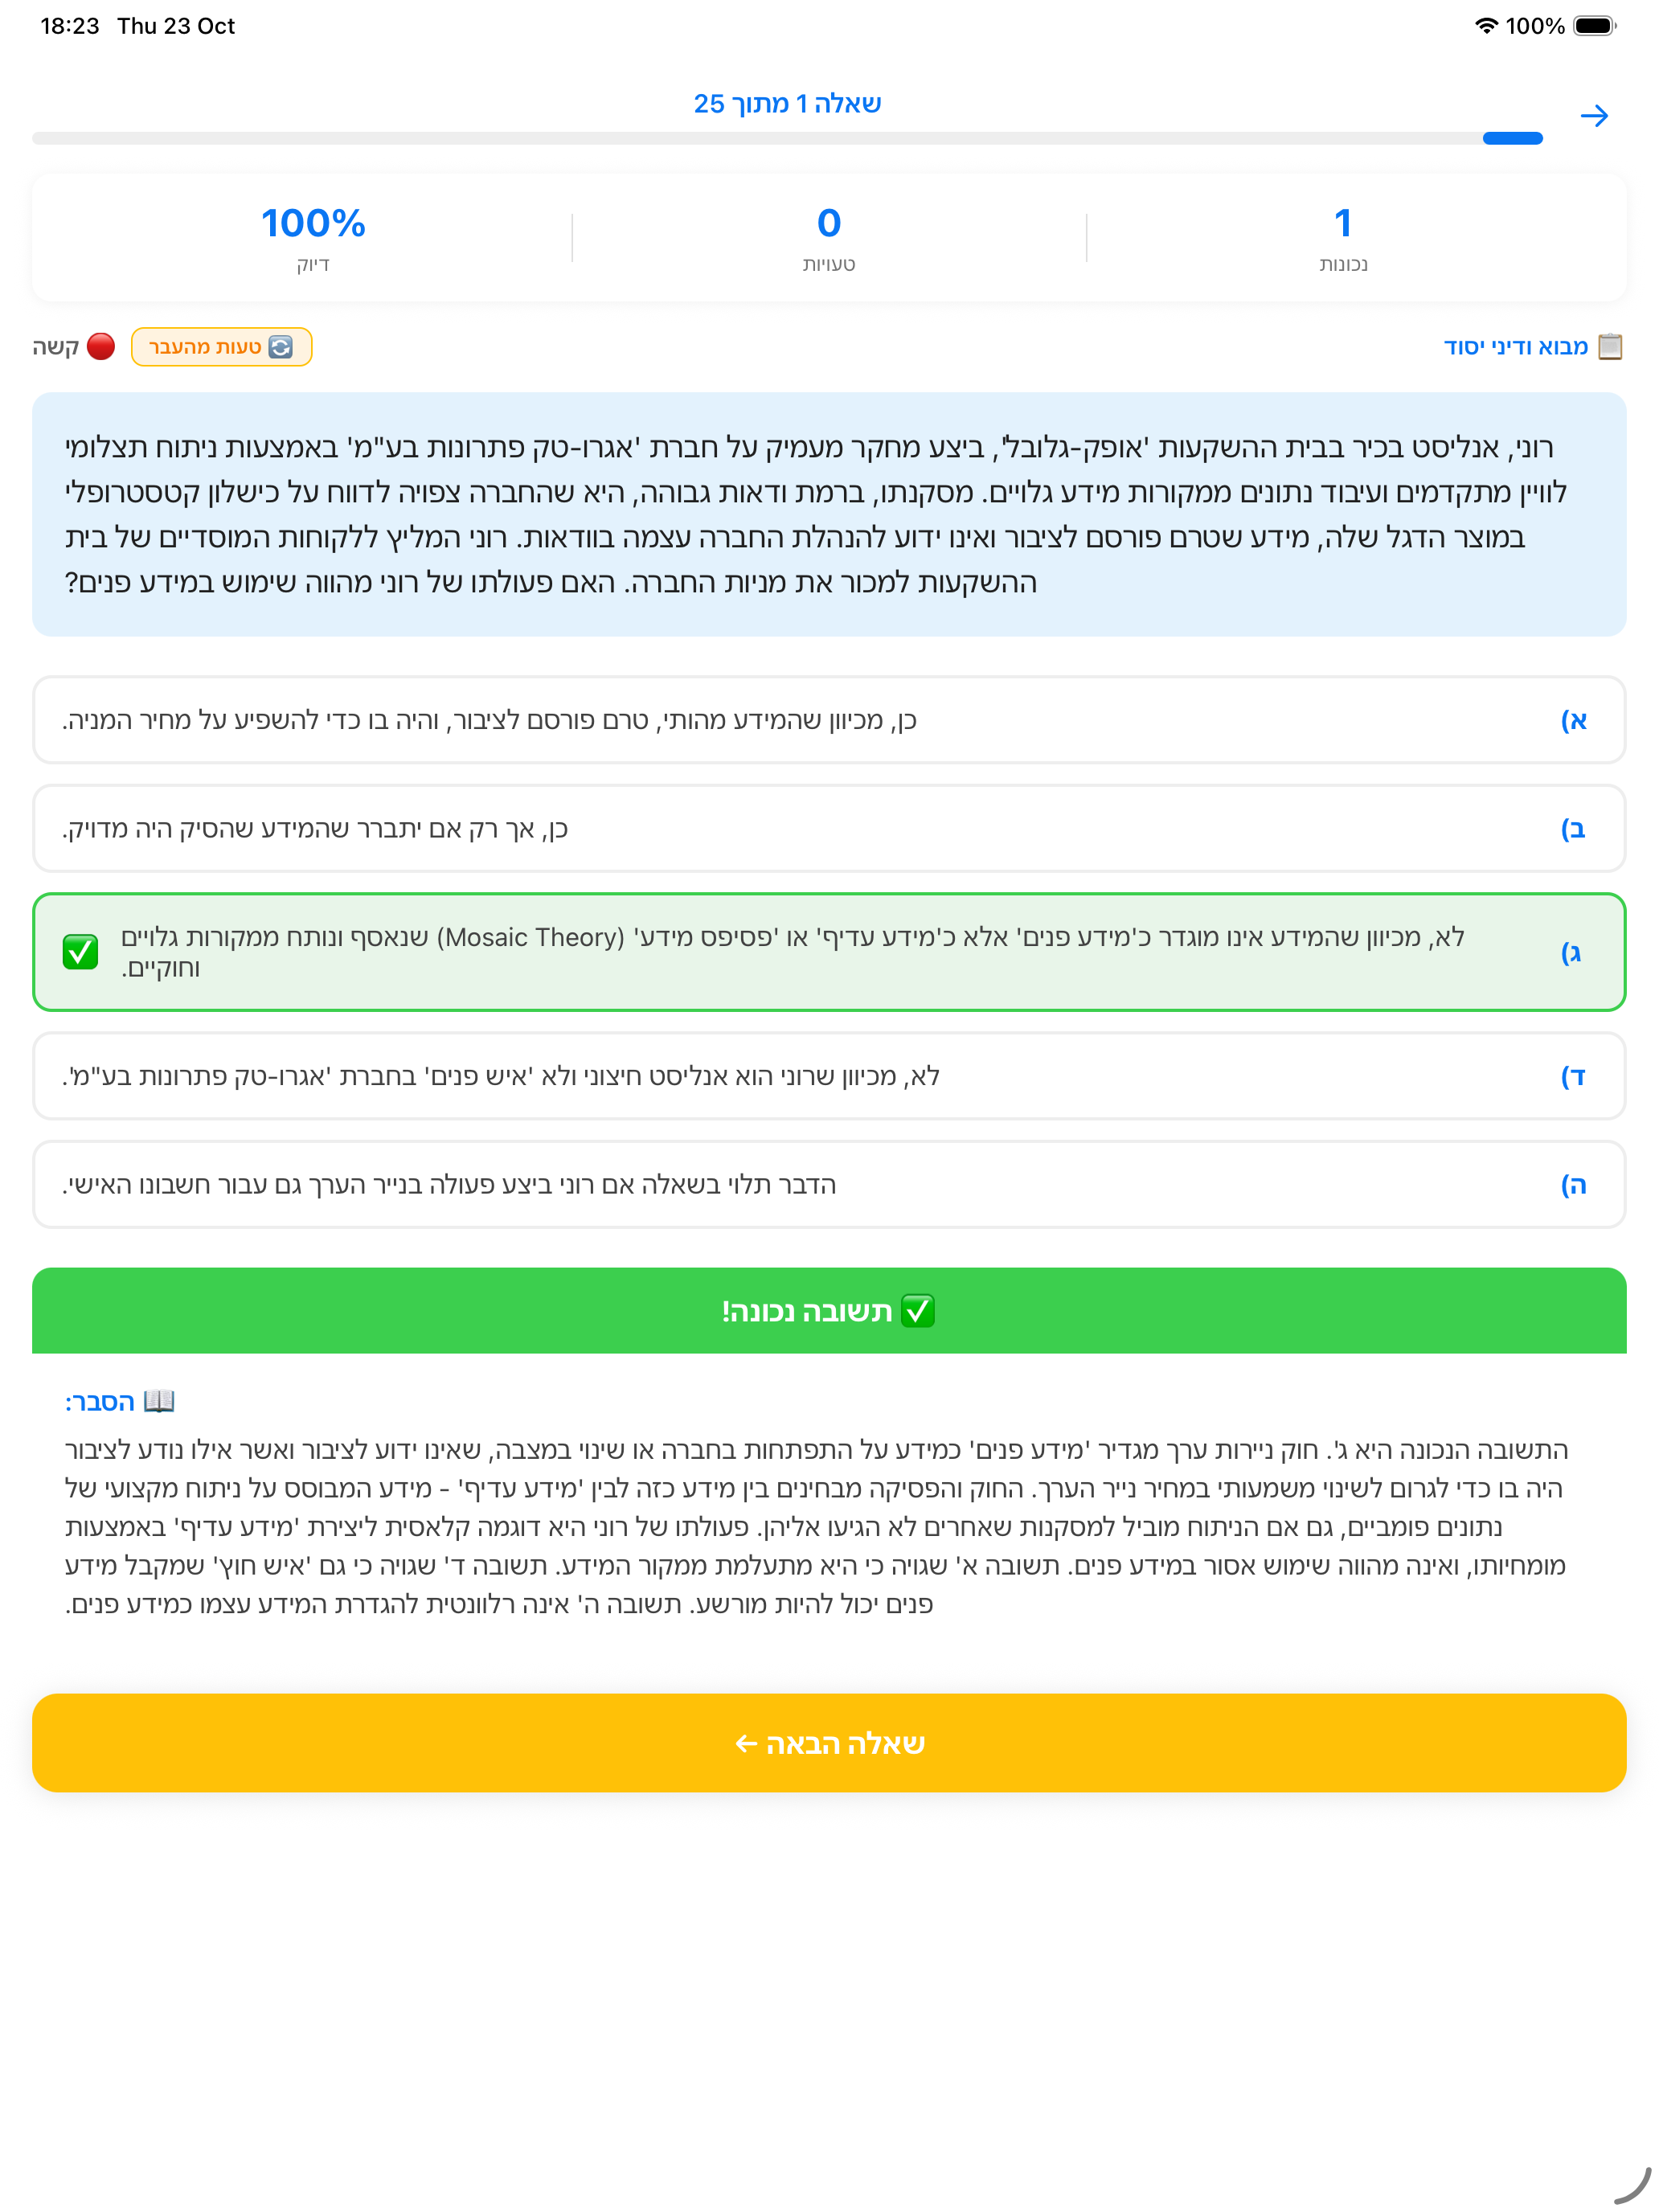 18:23 Thu 23 Oct
100%
שאלה 1 מתוך 25
1
נכונות
0
טעויות
100%
דיוק
מבוא ודיני יסוד
טעות מהעבר
קשה
רוני, אנליסט בכיר בבית ההשקעות 'אופק-גלובל', ביצע מחקר מעמיק על חברת 'אגרו-טק פתרונות בע"מ' באמצעות ניתוח תצלומי
לוויין מתקדמים ועיבוד נתונים ממקורות מידע גלויים. מסקנתו, ברמת ודאות גבוהה, היא שהחברה צפויה לדווח על כישלון קטסטרופלי
במוצר הדגל שלה, מידע שטרם פורסם לציבור ואינו ידוע להנהלת החברה עצמה בוודאות. רוני המליץ ללקוחות המוסדיים של בית
ההשקעות למכור את מניות החברה. האם פעולתו של רוני מהווה שימוש במידע פנים?
א) כן, מכיוון שהמידע מהותי, טרם פורסם לציבור, והיה בו כדי להשפיע על מחיר המניה.
ב) כן, אך רק אם יתברר שהמידע שהסיק היה מדויק.
ג) לא, מכיוון שהמידע אינו מוגדר כ'מידע פנים' אלא כ'מידע עדיף' או 'פסיפס מידע' (Mosaic Theory) שנאסף ונותח ממקורות גלויים
וחוקיים.
ד) לא, מכיוון שרוני הוא אנליסט חיצוני ולא 'איש פנים' בחברת 'אגרו-טק פתרונות בע"מ'.
ה) הדבר תלוי בשאלה אם רוני ביצע פעולה בנייר הערך גם עבור חשבונו האישי.
תשובה נכונה!
הסבר:
התשובה הנכונה היא ג'. חוק ניירות ערך מגדיר 'מידע פנים' כמידע על התפתחות בחברה או שינוי במצבה, שאינו ידוע לציבור ואשר אילו נודע לציבור
היה בו כדי לגרום לשינוי משמעותי במחיר נייר הערך. החוק והפסיקה מבחינים בין מידע כזה לבין 'מידע עדיף' - מידע המבוסס על ניתוח מקצועי של
נתונים פומביים, גם אם הניתוח מוביל למסקנות שאחרים לא הגיעו אליהן. פעולתו של רוני היא דוגמה קלאסית ליצירת 'מידע עדיף' באמצעות
מומחיותו, ואינה מהווה שימוש אסור במידע פנים. תשובה א' שגויה כי היא מתעלמת ממקור המידע. תשובה ד' שגויה כי גם 'איש חוץ' שמקבל מידע
פנים יכול להיות מורשע. תשובה ה' אינה רלוונטית להגדרת המידע עצמו כמידע פנים.
שאלה הבאה ←